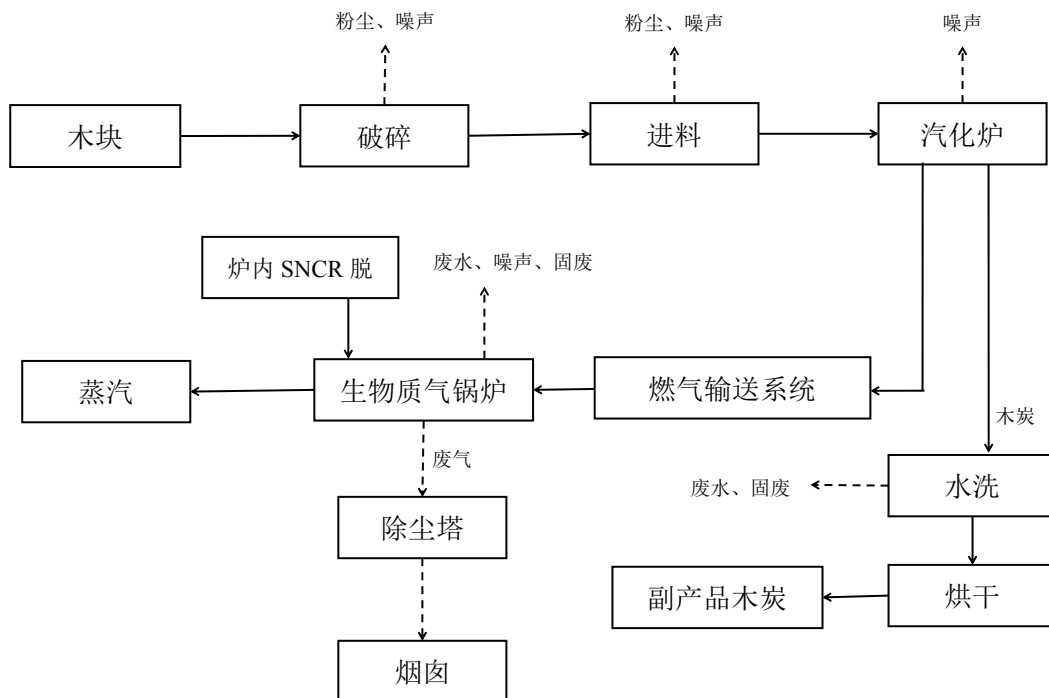 粉尘、噪声
粉尘、噪声
噪声
木块
破碎
进料
汽化炉
炉内 SNCR 脱
废水、噪声、固废
蒸汽
生物质气锅炉
燃气输送系统
木炭
废气
废水、固废
水洗
除尘塔
副产品木炭
烘干
烟囱